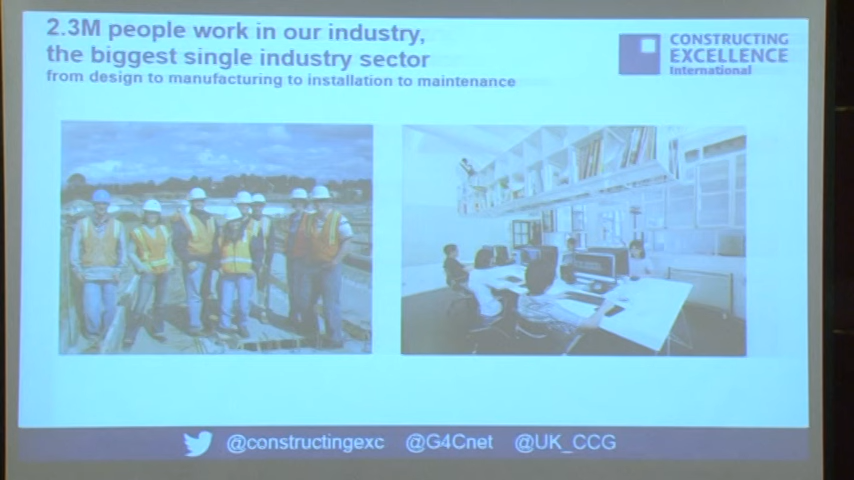 2.3M people work in our industry,
the biggest single industry sector
from design to manufacturing to installation to maintenance
CONSTRUCTING
EXCELLENCE
International
@constructingexc @G4Cnet @UK_CCG